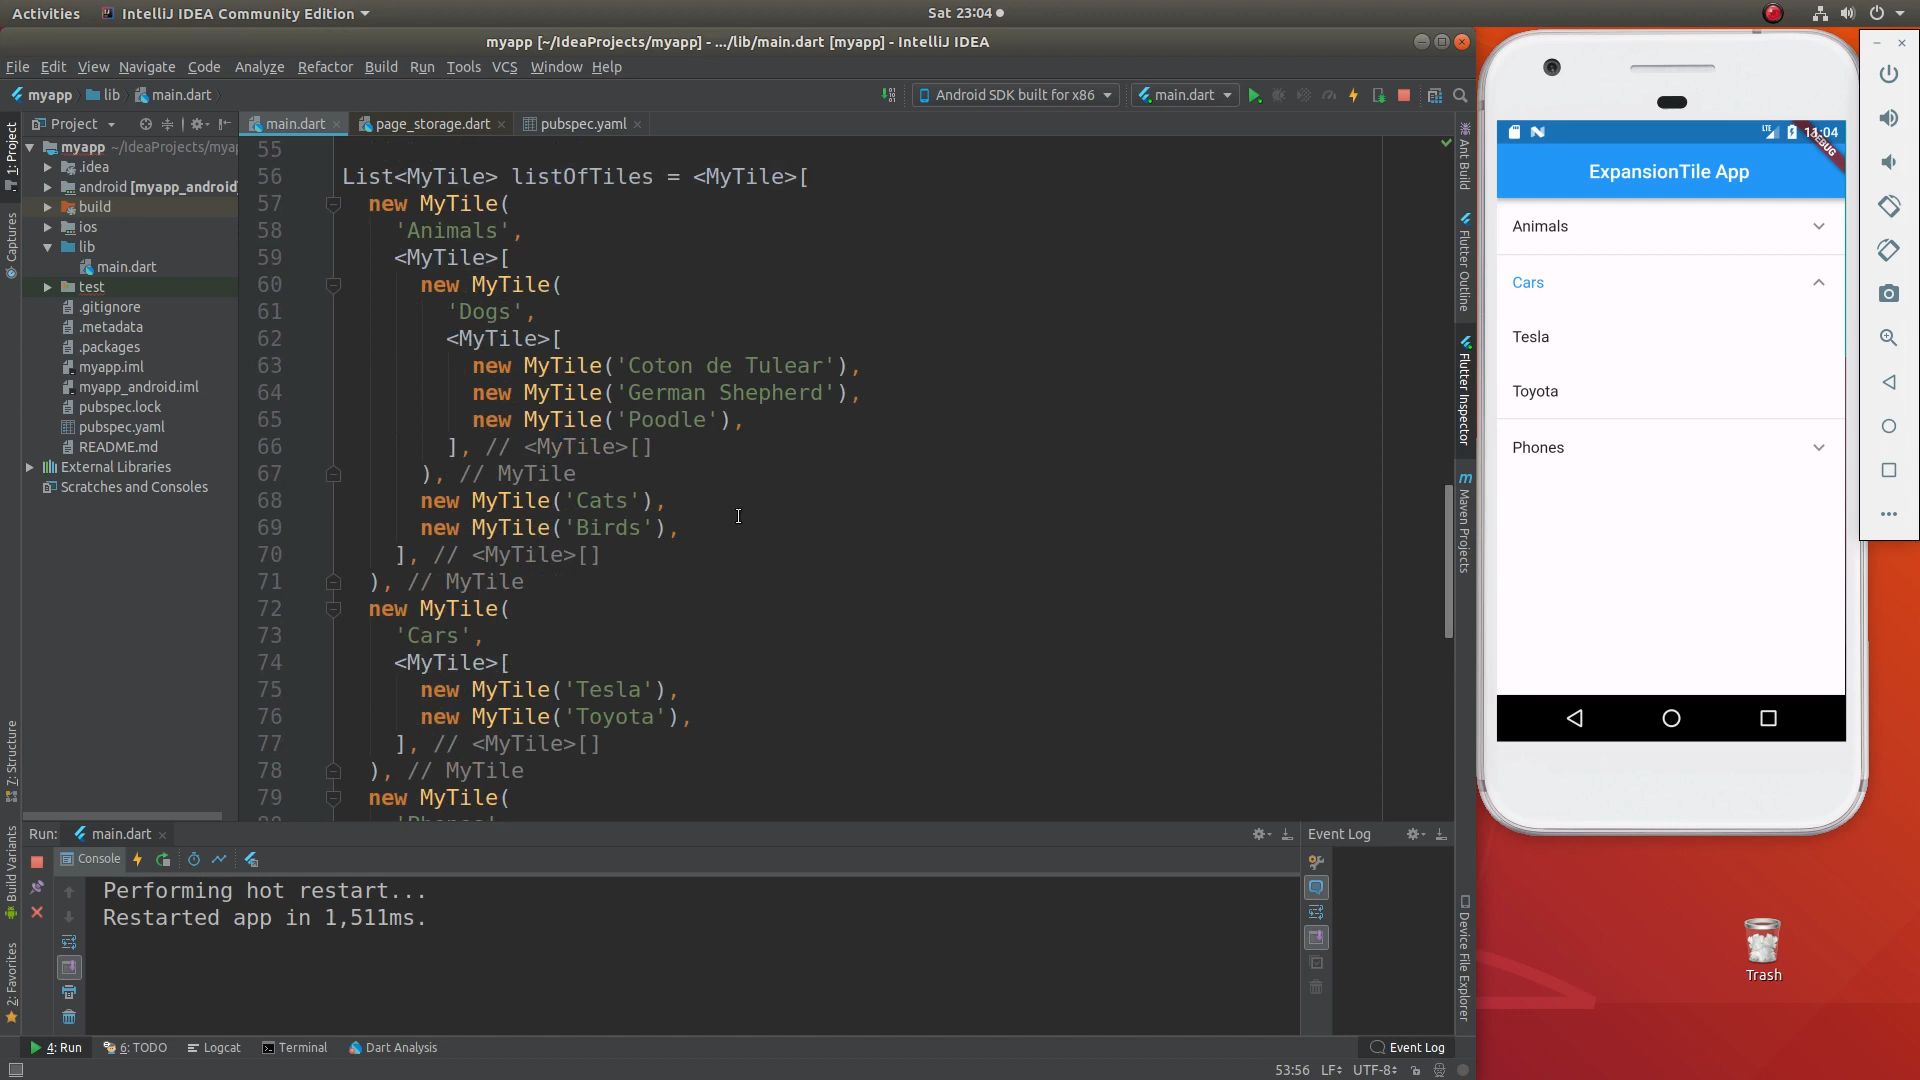 Activities
IntelliJ IDEA Community Edition
Sat 23:04
myapp [~/IdeaProjects/myapp] - .../lib/main.dart [myapp] - IntelliJ IDEA
File Edit View Navigate Code Analyze Refactor Build Run Tools VCS Window Help
myapp lib main.dart
Android SDK built for x86
main.dart
Project
main.dart
page_storage.dart
pubspec.yaml
1: Project
Captures
7: Structure
Build Variants
2: Favorites
myapp ~/IdeaProjects/myap
.idea
android [myapp_android]
build
ios
lib
main.dart
test
.gitignore
.metadata
.packages
myapp.iml
myapp_android.iml
pubspec.lock
pubspec.yaml
README.md
External Libraries
Scratches and Consoles
55
56 List<MyTile> listOfTiles = <MyTile>[
57 new MyTile(
58 'Animals',
59 <MyTile>[
60 new MyTile(
61 'Dogs',
62 <MyTile>[
63 new MyTile('Coton de Tulear'),
64 new MyTile('German Shepherd'),
65 new MyTile('Poodle'),
66 ], // <MyTile>[]
67 ), // MyTile
68 new MyTile('Cats'),
69 new MyTile('Birds'),
70 ], // <MyTile>[]
71 ), // MyTile
72 new MyTile(
73 'Cars',
74 <MyTile>[
75 new MyTile('Tesla'),
76 new MyTile('Toyota'),
77 ], // <MyTile>[]
78 ), // MyTile
79 new MyTile(
Ant Build
Flutter Outline
Flutter Inspector
Maven Projects
Device File Explorer
LTE
11:04
DEBUG
ExpansionTile App
Animals
Cars
Tesla
Toyota
Phones
Run: main.dart
Event Log
Console
Performing hot restart...
Restarted app in 1,511ms.
4: Run 6: TODO Logcat Terminal Dart Analysis
Event Log
53:56 LF UTF-8
Trash